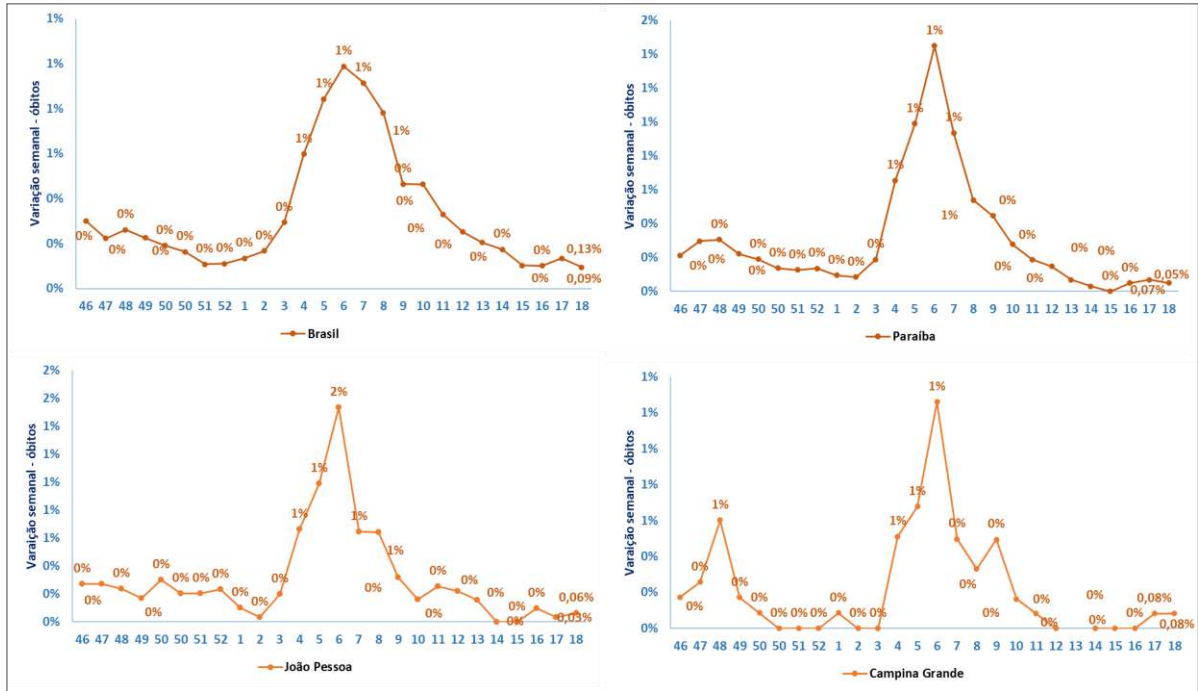 Variação semanal - óbitos
1%
1%
1%
1%
0%
0%
0%
0% 0% 0% 0% 0% 0% 0% 0% 0% 0% 0% 0% 1% 1% 1% 1% 1% 0% 0% 0% 0% 0% 0% 0% 0% 0,13% 0,09%
46 47 48 49 50 50 51 52 1 2 3 4 5 6 7 8 9 10 11 12 13 14 15 16 17 18
Brasil
Variação semanal - óbitos
2%
1%
1%
1%
1%
1%
0%
0%
0%
0% 0% 0% 0% 0% 0% 0% 0% 0% 0% 0% 1% 1% 1% 1% 1% 0% 0% 0% 0% 0% 0% 0% 0% 0,07% 0,05%
46 47 48 49 50 50 51 52 1 2 3 4 5 6 7 8 9 10 11 12 13 14 15 16 17 18
Paraíba
Varaição semanal - óbitos
2%
2%
1%
1%
1%
1%
1%
0%
0%
0%
0% 0% 0% 0% 0% 0% 0% 0% 0% 0% 0% 1% 1% 2% 1% 0% 1% 0% 0% 0% 0% 0% 0% 0% 0,03% 0,06%
46 47 48 49 50 50 51 52 1 2 3 4 5 6 7 8 9 10 11 12 13 14 15 16 17 18
João Pessoa
Varaição semanal - óbitos
1%
1%
1%
1%
1%
0%
0%
0%
0% 0% 1% 0% 0% 0% 0% 0% 0% 0% 0% 1% 1% 1% 0% 0% 0% 0% 0% 0% 0% 0% 0% 0% 0,08% 0,08%
46 47 48 49 50 50 51 52 1 2 3 4 5 6 7 8 9 10 11 12 13 14 15 16 17 18
Campina Grande